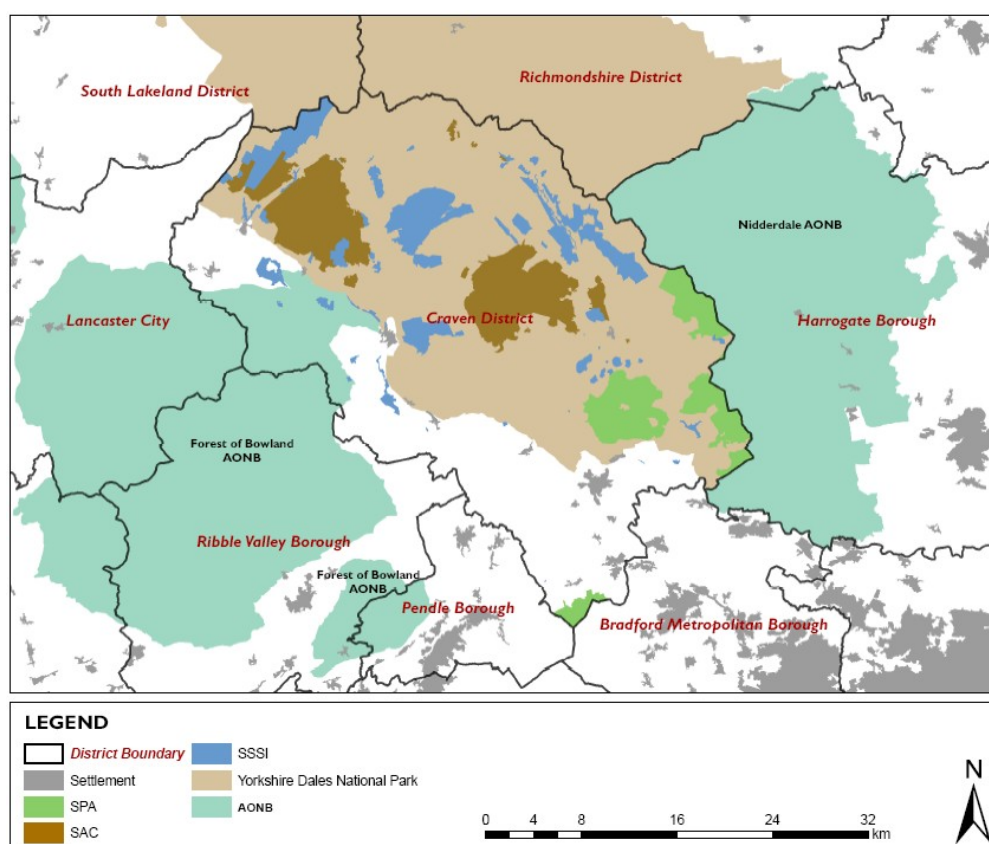 Richmondshire District
South Lakeland District
Nidderdale AONB
Lancaster City
Craven District
Harrogate Borough
Forest of Bowland
AONB
Ribble Valley Borough
Forest of Bowland
AONB
Pendle Borough
Bradford Metropolitan Borough
LEGEND
District Boundary
SSSI
Settlement
Yorkshire Dales National Park
SPA
AONB
SAC
N
0 4 8 16 24 32
km